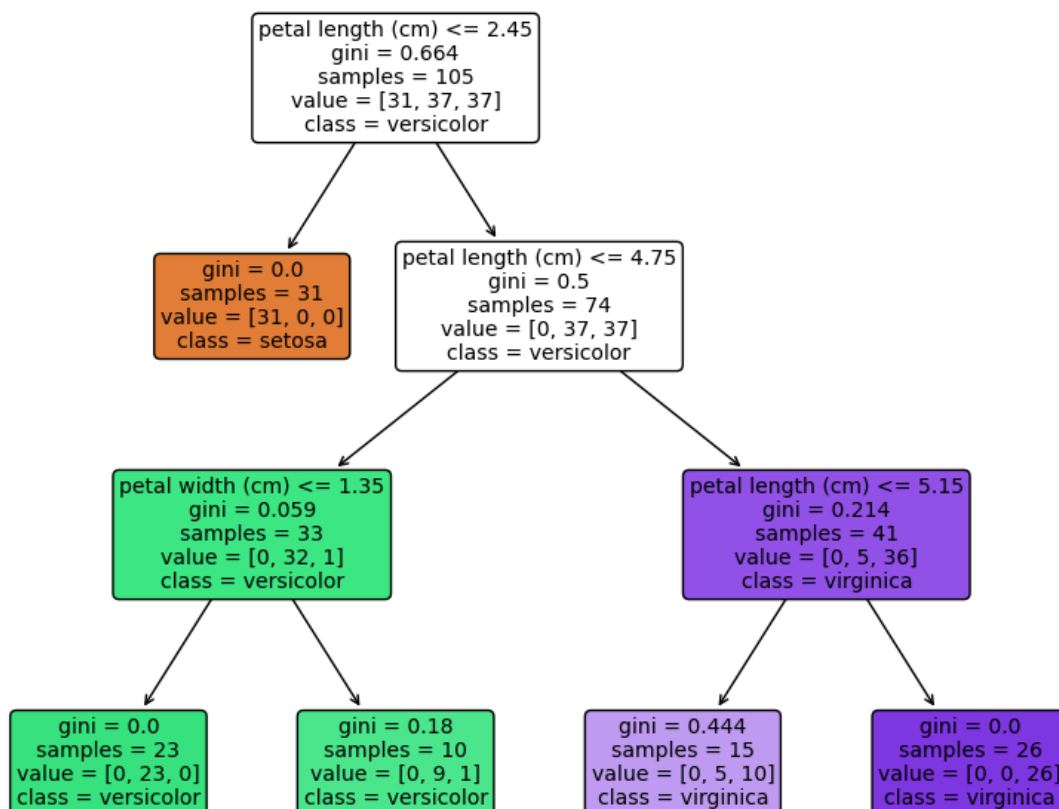 petal length (cm) <= 2.45
gini = 0.664
samples = 105
value = [31, 37, 37]
class = versicolor
gini = 0.0
samples = 31
value = [31, 0, 0]
class = setosa
petal length (cm) <= 4.75
gini = 0.5
samples = 74
value = [0, 37, 37]
class = versicolor
petal width (cm) <= 1.35
gini = 0.059
samples = 33
value = [0, 32, 1]
class = versicolor
petal length (cm) <= 5.15
gini = 0.214
samples = 41
value = [0, 5, 36]
class = virginica
gini = 0.0
samples = 23
value = [0, 23, 0]
class = versicolor
gini = 0.18
samples = 10
value = [0, 9, 1]
class = versicolor
gini = 0.444
samples = 15
value = [0, 5, 10]
class = virginica
gini = 0.0
samples = 26
value = [0, 0, 26]
class = virginica